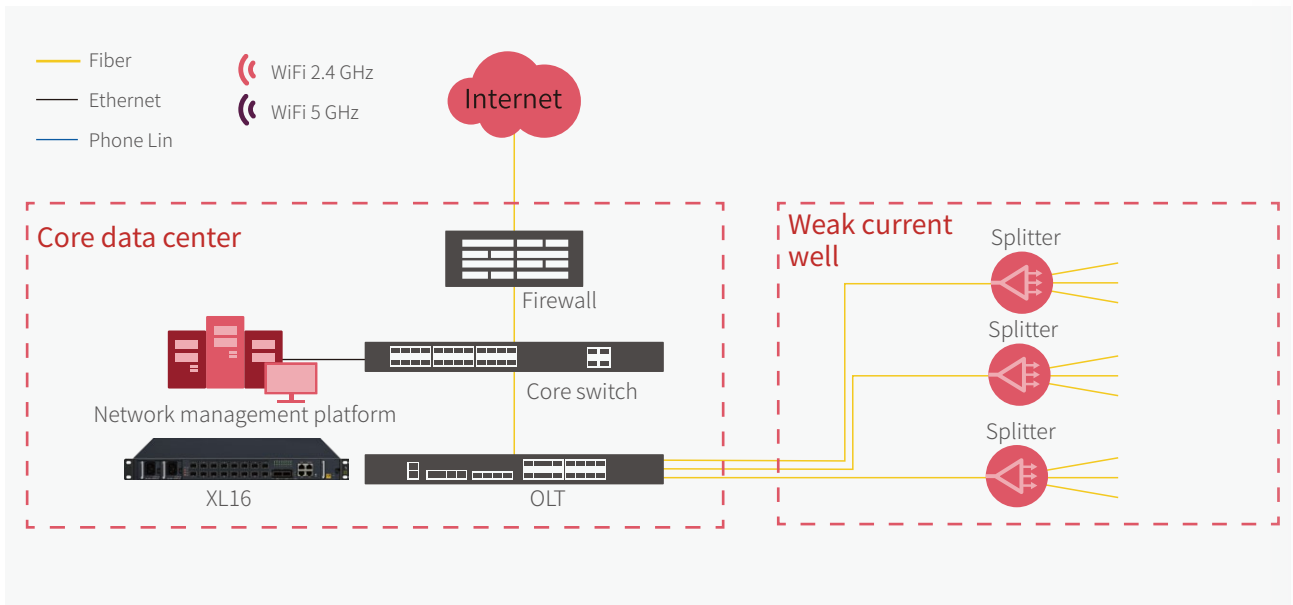 Fiber
Ethernet
Phone Lin
WiFi 2.4 GHz
WiFi 5 GHz
Internet
Core data center
Firewall
Core switch
Network management platform
XL16
OLT
Weak current
well
Splitter
Splitter
Splitter